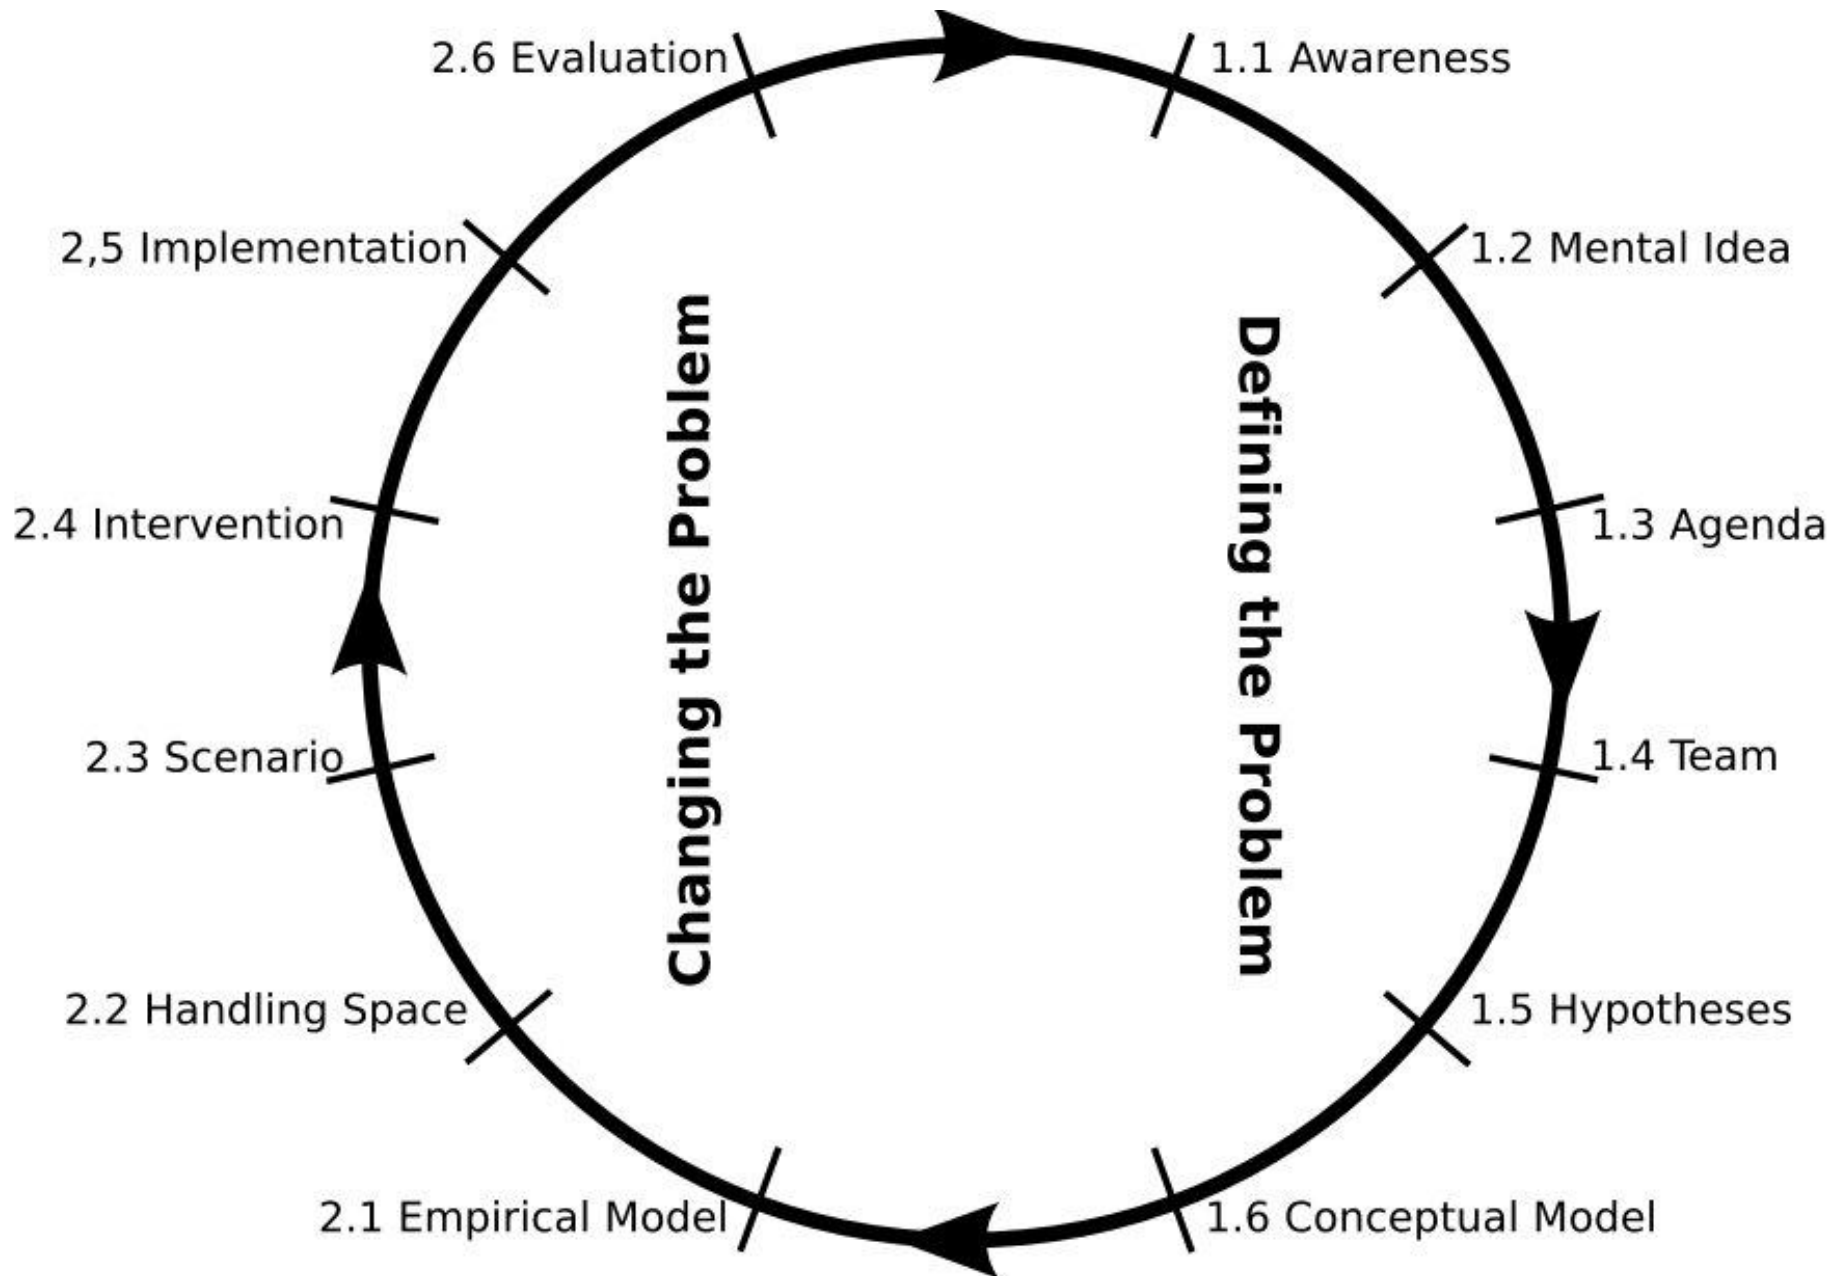 1.1 Awareness
1.2 Mental Idea
1.3 Agenda
1.4 Team
1.5 Hypotheses
1.6 Conceptual Model
2.1 Empirical Model
2.2 Handling Space
2.3 Scenario
2.4 Intervention
2,5 Implementation
2.6 Evaluation
Defining the Problem
Changing the Problem